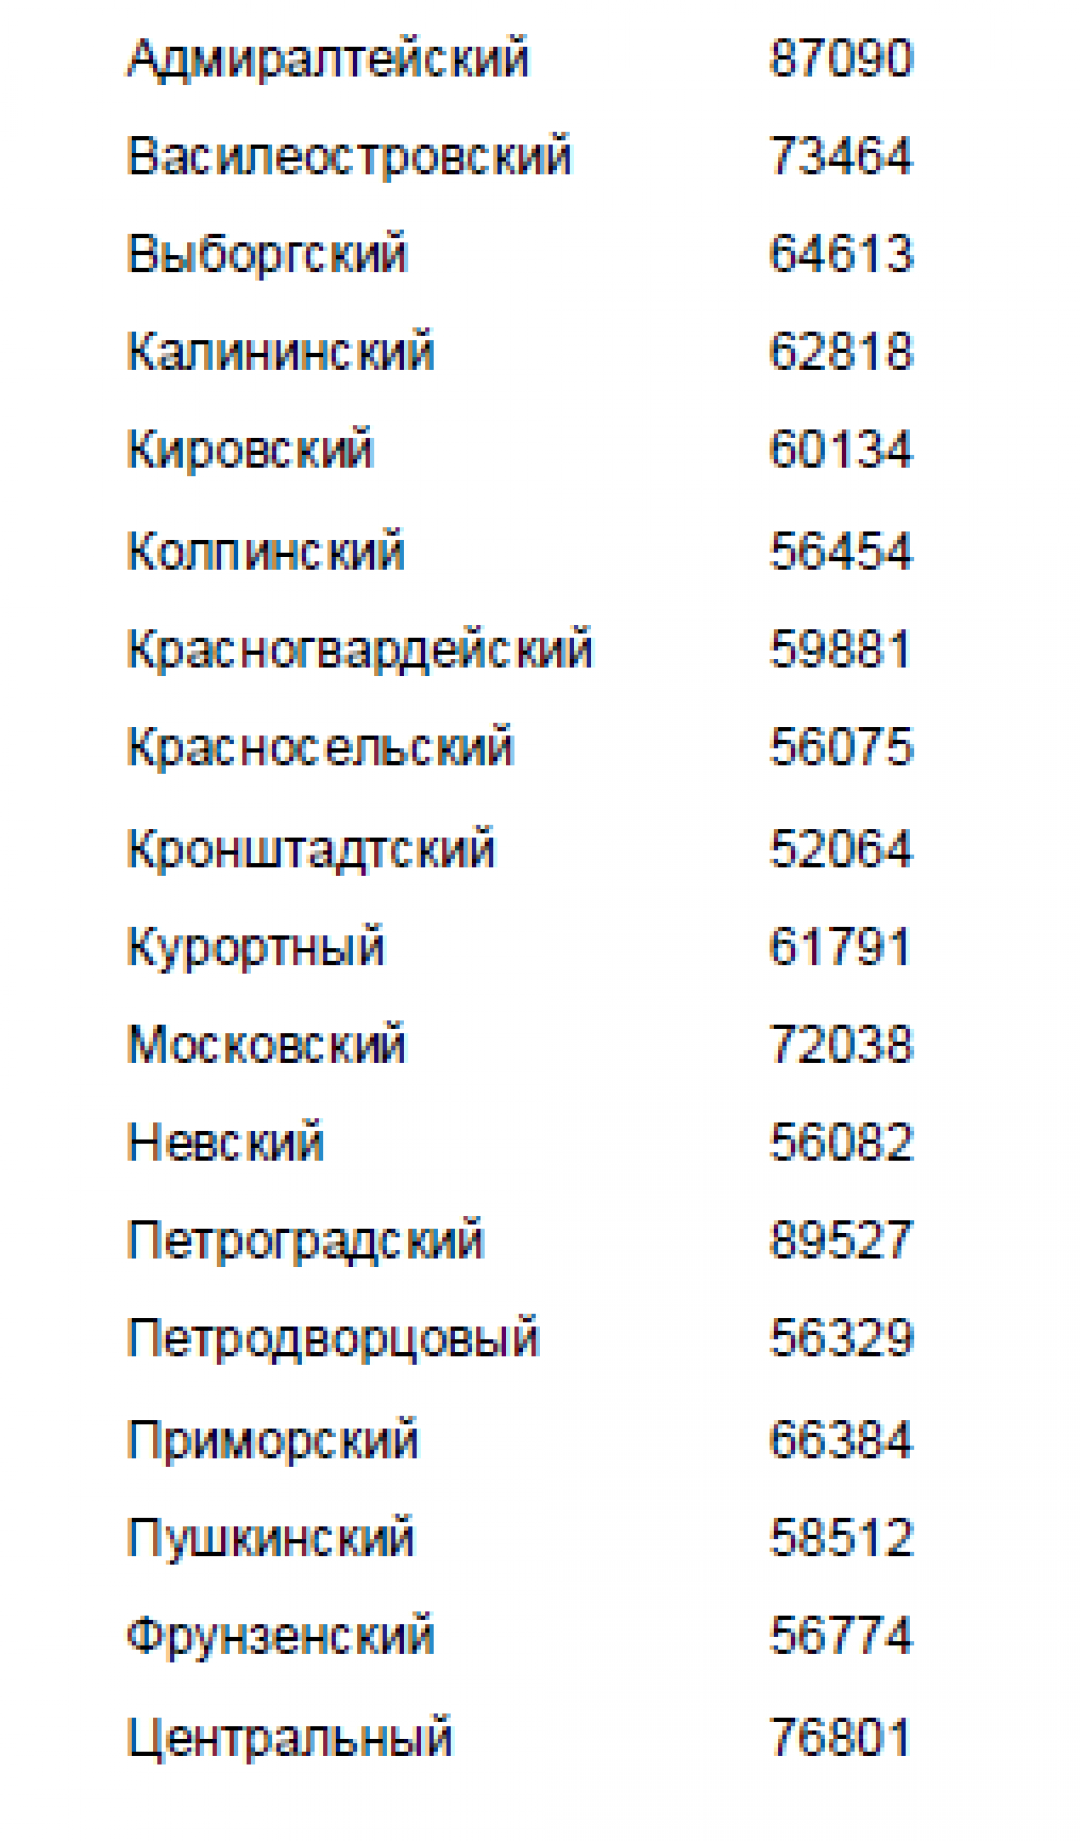 Адмиралтейский 87090
Василеостровский 73464
Выборгский 64613
Калининский 62818
Кировский 60134
Колпинский 56454
Красногвардейский 59881
Красносельский 56075
Кронштадтский 52064
Курортный 61791
Московский 72038
Невский 56082
Петроградский 89527
Петродворцовый 56329
Приморский 66384
Пушкинский 58512
Фрунзенский 56774
Центральный 76801